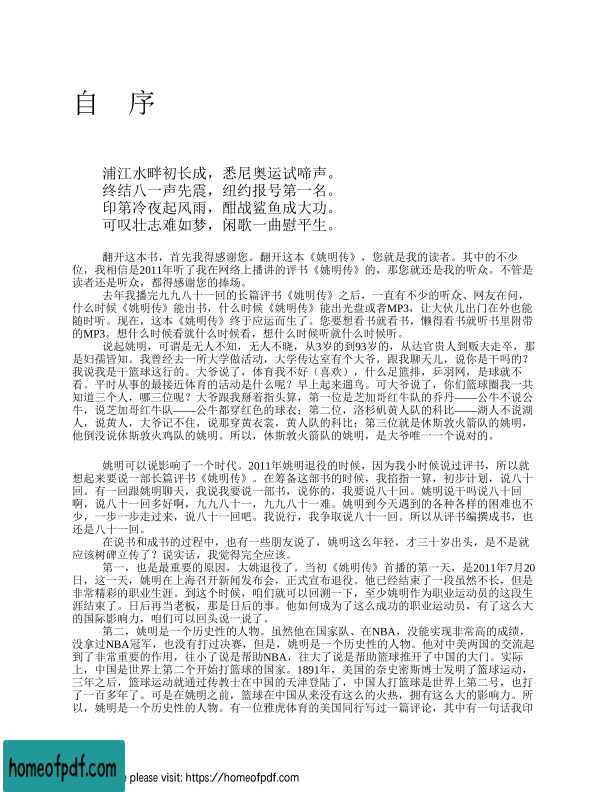 自 序
浦江水畔初长成，悉尼奥运试啼声。
终结八一声先震，纽约报号第一名。
印第冷夜起风雨，酣战鲨鱼成大功。
可叹壮志难如梦，闲歌一曲慰平生。
翻开这本书，首先我得感谢您。翻开这本《姚明传》，您就是我的读者。其中的不少
位，我相信是2011年听了我在网络上播讲的评书《姚明传》的，那您就还是我的听众。不管是
读者还是听众，都得感谢您的捧场。
去年我播完九九八十一回的长篇评书《姚明传》之后，一直有不少的听众、网友在问，
什么时候《姚明传》能出书，什么时候《姚明传》能出光盘或者MP3，让大伙儿出门在外也能
随时听。现在，这本《姚明传》终于应运而生了。您要想看书就看书，懒得看书就听书里附带
的MP3。想什么时候看就什么时候看，想什么时候听就什么时候听。
说起姚明，可谓是无人不知，无人不晓，从3岁的到93岁的，从达官贵人到贩夫走卒，那
是妇孺皆知。我曾经去一所大学做活动，大学传达室有个大爷，跟我聊天儿，说你是干吗的？
我说我是干篮球这行的。大爷说了，体育我不好（喜欢），什么足篮排，乒羽网，是球就不
看。平时从事的最接近体育的活动是什么呢？早上起来遛鸟。可大爷说了，你们篮球圈我一共
知道三个人，哪三位呢？大爷跟我掰着指头算，第一位是芝加哥红牛队的乔丹——公牛不说公
牛，说芝加哥红牛队——公牛都穿红色的球衣；第二位，洛杉矶黄人队的科比——湖人不说湖
人，说黄人，大爷记不住，说那穿黄衣裳，黄人队的科比；第三位就是休斯敦火箭队的姚明，
他倒没说休斯敦火鸡队的姚明。所以，休斯敦火箭队的姚明，是大爷唯一一个说对的。
姚明可以说影响了一个时代。2011年姚明退役的时候，因为我小时候说过评书，所以就
想起来要说一部长篇评书《姚明传》。在筹备这部书的时候，我掐指一算，初步计划，说八十
回。有一回跟姚明聊天，我说我要说一部书，说你的，我要说八十回。姚明说干吗说八十回
啊，说八十一回多好啊，九九八十一，九九八十一难。姚明到今天遇到的各种各样的困难也不
少，一步一步走过来，说八十一回吧。我说行，我争取说八十一回。所以从评书编撰成书，也
还是八十一回。
在说书和成书的过程中，也有一些朋友说了，姚明这么年轻，才三十岁出头，是不是就
应该树碑立传了？说实话，我觉得完全应该。
第一，也是最重要的原因，大姚退役了。当初《姚明传》首播的第一天，是2011年7月20
日，这一天，姚明在上海召开新闻发布会，正式宣布退役。他已经结束了一段虽然不长，但是
非常精彩的职业生涯。到这个时候，咱们就可以回溯一下，至少姚明作为职业运动员的这段生
涯结束了。日后再当老板，那是日后的事。他如何成为了这么成功的职业运动员，有了这么大
的国际影响力，咱们可以回头说一说了。
第二，姚明是一个历史性的人物。虽然他在国家队、在NBA，没能实现非常高的成绩，
没拿过NBA冠军，也没有打过决赛，但是，姚明是一个历史性的人物。他对中美两国的交流起
到了非常重要的作用，往小了说是帮助NBA，往大了说是帮助篮球推开了中国的大门。实际
上，中国是世界上第二个开始打篮球的国家。1891年，美国的奈史密斯博士发明了篮球运动，
三年之后，篮球运动就通过传教士在中国的天津登陆了，中国人打篮球是世界上第二号，也打
了一百多年了。可是在姚明之前，篮球在中国从来没有这么的火热，拥有这么大的影响力。所
以，姚明是一个历史性的人物。有一位雅虎体育的美国同行写过一篇评论，其中有一句话我印
homeofpdf.com
e please visit: https://homeofpdf.com